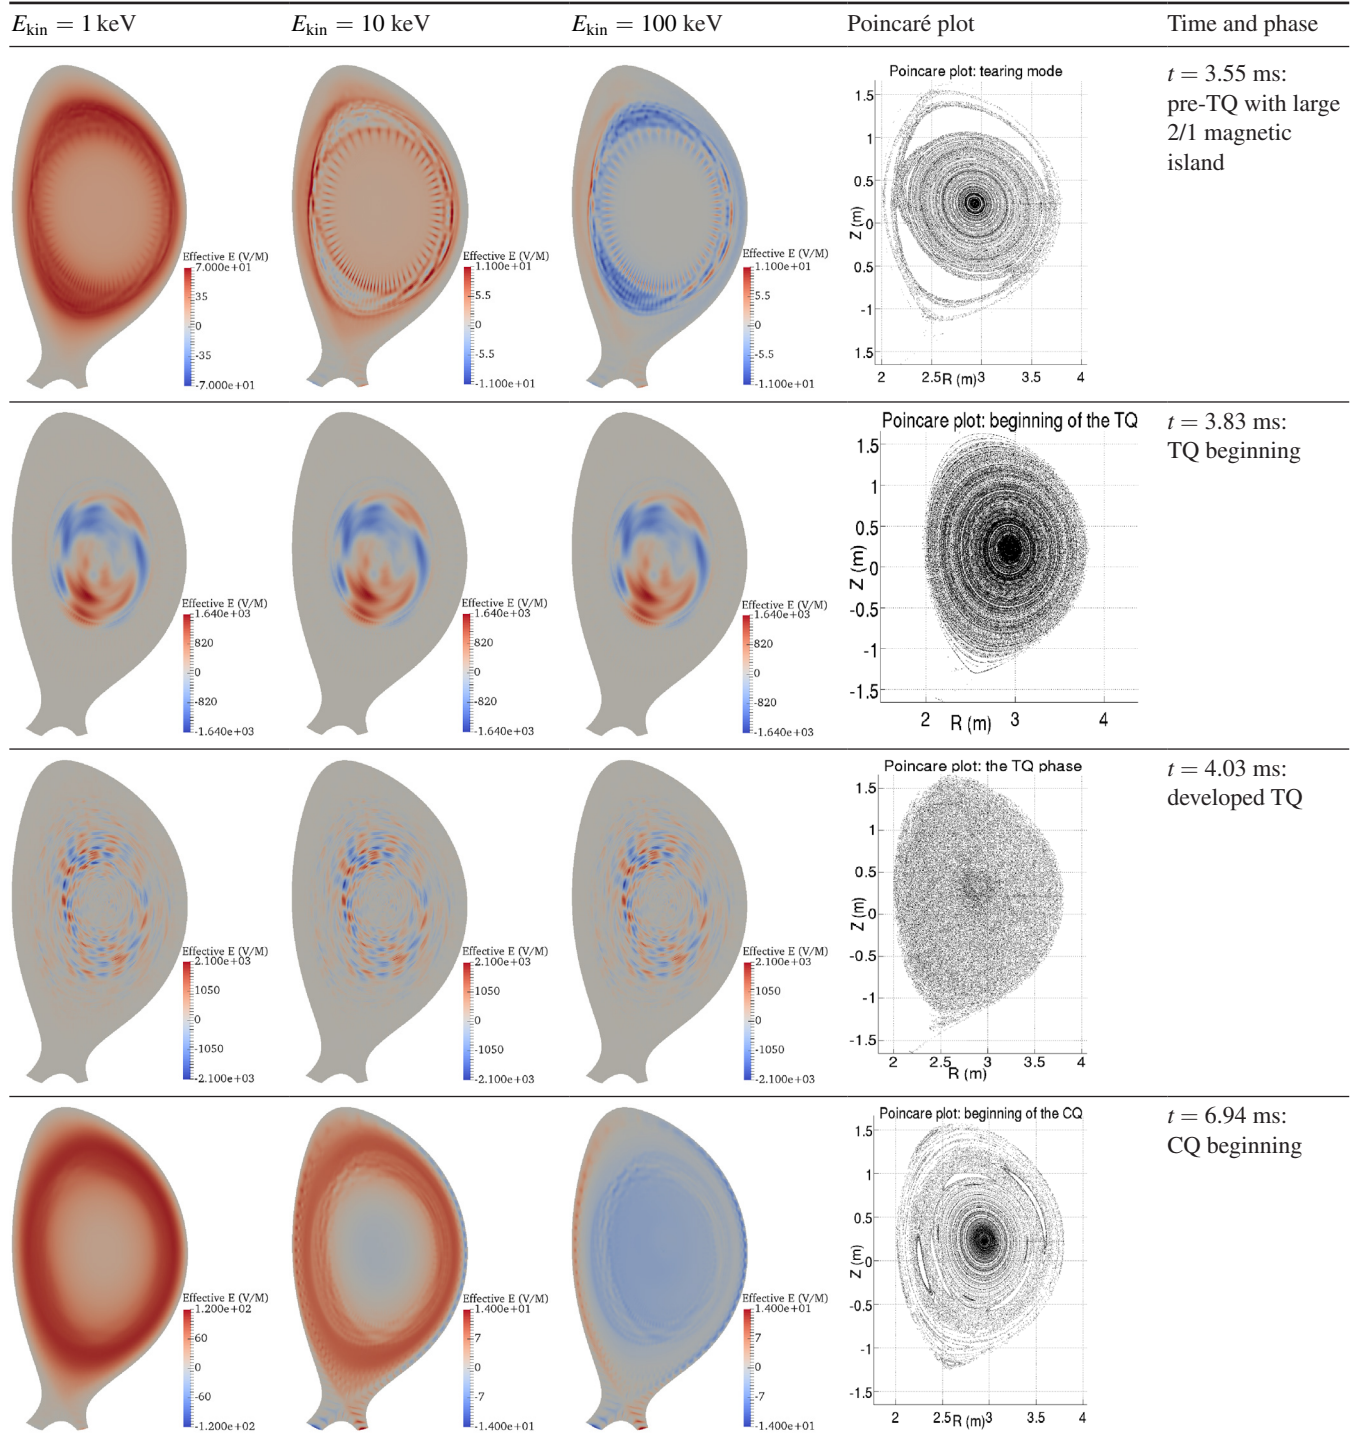 E_kin = 1 keV
E_kin = 10 keV
E_kin = 100 keV
Poincaré plot
Time and phase
Effective E (V/M)
7.000e+01
35
0
-35
-7.000e+01
Effective E (V/M)
1.100e+01
5.5
0
-5.5
-1.100e+01
Effective E (V/M)
1.100e+01
5.5
0
-5.5
-1.100e+01
Poincare plot: tearing mode
1.5
1
0.5
0
0.5
-1
1.5
Z (m)
2 2.5 R (m) 3 3.5 4
t = 3.55 ms:
pre-TQ with large
2/1 magnetic
island
Effective E (V/M)
1.640e+03
820
0
-820
-1.640e+03
Effective E (V/M)
1.640e+03
820
0
-820
-1.640e+03
Effective E (V/M)
1.640e+03
820
0
-820
-1.640e+03
Poincare plot: beginning of the TQ
1.5
1
0.5
0
-0.5
-1
-1.5
Z (m)
2 3 4
R (m)
t = 3.83 ms:
TQ beginning
Effective E (V/M)
2.100e+03
1050
0
-1050
-2.100e+03
Effective E (V/M)
2.100e+03
1050
0
-1050
-2.100e+03
Effective E (V/M)
2.100e+03
1050
0
-1050
-2.100e+03
Poincare plot: the TQ phase
1.5
1
0.5
0
-0.5
-1
-1.5
Z (m)
2 2.5 3 3.5 4
R (m)
t = 4.03 ms:
developed TQ
Effective E (V/M)
1.200e+02
60
0
-60
-1.200e+02
Effective E (V/M)
1.400e+01
7
0
-7
-1.400e+01
Effective E (V/M)
1.400e+01
7
0
-7
-1.400e+01
Poincare plot: beginning of the CQ
1.5
1
0.5
0
-0.5
-1
-1.5
Z (m)
2 2.5 R (m) 3 3.5 4
t = 6.94 ms:
CQ beginning